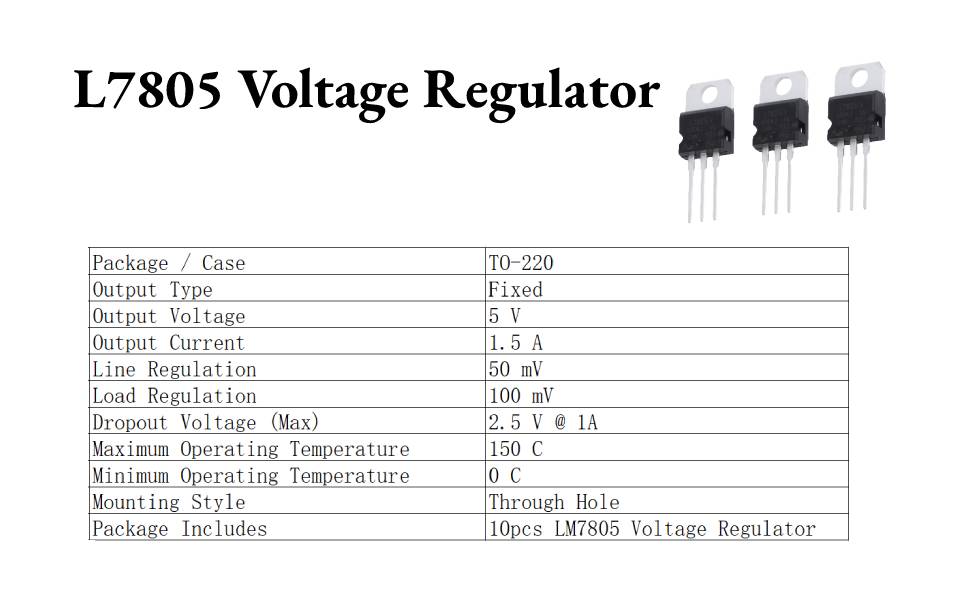 L7805 Voltage Regulator
Package / Case TO-220
Output Type Fixed
Output Voltage 5 V
Output Current 1.5 A
Line Regulation 50 mV
Load Regulation 100 mV
Dropout Voltage (Max) 2.5 V @ 1A
Maximum Operating Temperature 150 C
Minimum Operating Temperature 0 C
Mounting Style Through Hole
Package Includes 10pcs LM7805 Voltage Regulator